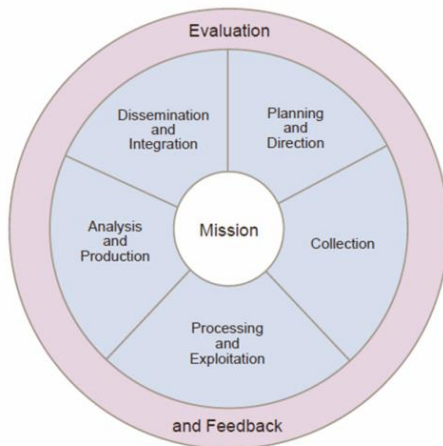 Evaluation
Dissemination
and
Integration
Planning
and
Direction
Analysis
and
Production
Mission
Collection
Processing
and
Exploitation
and Feedback